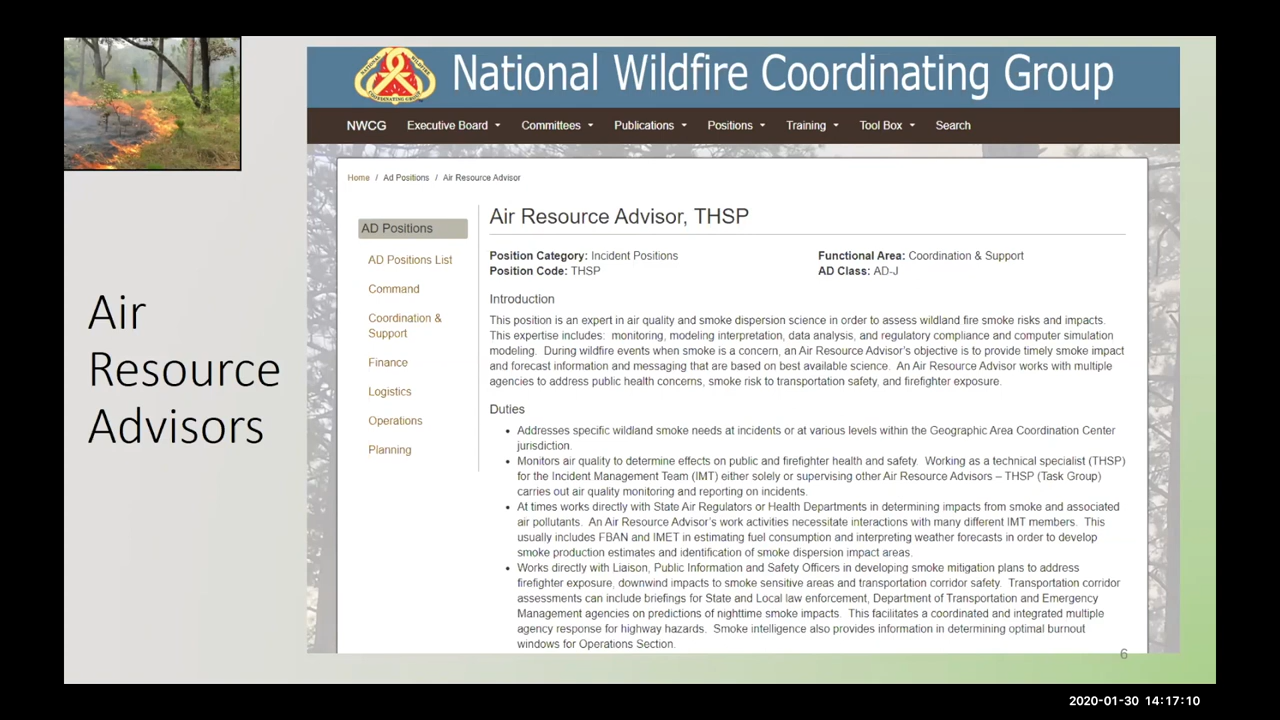 National Wildfire Coordinating Group
NWCG Executive Board Committees Publications Positions Training Tool Box Search
Home / Ad Positions / Air Resource Advisor
AD Positions
AD Positions List
Command
Coordination &
Support
Finance
Logistics
Operations
Planning
Air Resource Advisor, THSP
Position Category: Incident Positions
Position Code: THSP
Functional Area: Coordination & Support
AD Class: AD-J
Introduction
This position is an expert in air quality and smoke dispersion science in order to assess wildland fire smoke risks and impacts.
This expertise includes: monitoring, modeling interpretation, data analysis, and regulatory compliance and computer simulation
modeling. During wildfire events when smoke is a concern, an Air Resource Advisor's objective is to provide timely smoke impact
and forecast information and messaging that are based on best available science. An Air Resource Advisor works with multiple
agencies to address public health concerns, smoke risk to transportation safety, and firefighter exposure.
Duties
• Addresses specific wildland smoke needs at incidents or at various levels within the Geographic Area Coordination Center
jurisdiction.
• Monitors air quality to determine effects on public and firefighter health and safety. Working as a technical specialist (THSP)
for the Incident Management Team (IMT) either solely or supervising other Air Resource Advisors – THSP (Task Group)
carries out air quality monitoring and reporting on incidents.
• At times works directly with State Air Regulators or Health Departments in determining impacts from smoke and associated
air pollutants. An Air Resource Advisor's work activities necessitate interactions with many different IMT members. This
usually includes FBAN and IMET in estimating fuel consumption and interpreting weather forecasts in order to develop
smoke production estimates and identification of smoke dispersion impact areas.
• Works directly with Liaison, Public Information and Safety Officers in developing smoke mitigation plans to address
firefighter exposure, downwind impacts to smoke sensitive areas and transportation corridor safety. Transportation corridor
assessments can include briefings for State and Local law enforcement, Department of Transportation and Emergency
Management agencies on predictions of nighttime smoke impacts. This facilitates a coordinated and integrated multiple
agency response for highway hazards. Smoke intelligence also provides information in determining optimal burnout
windows for Operations Section.
Air
Resource
Advisors
6
2020-01-30 14:17:10